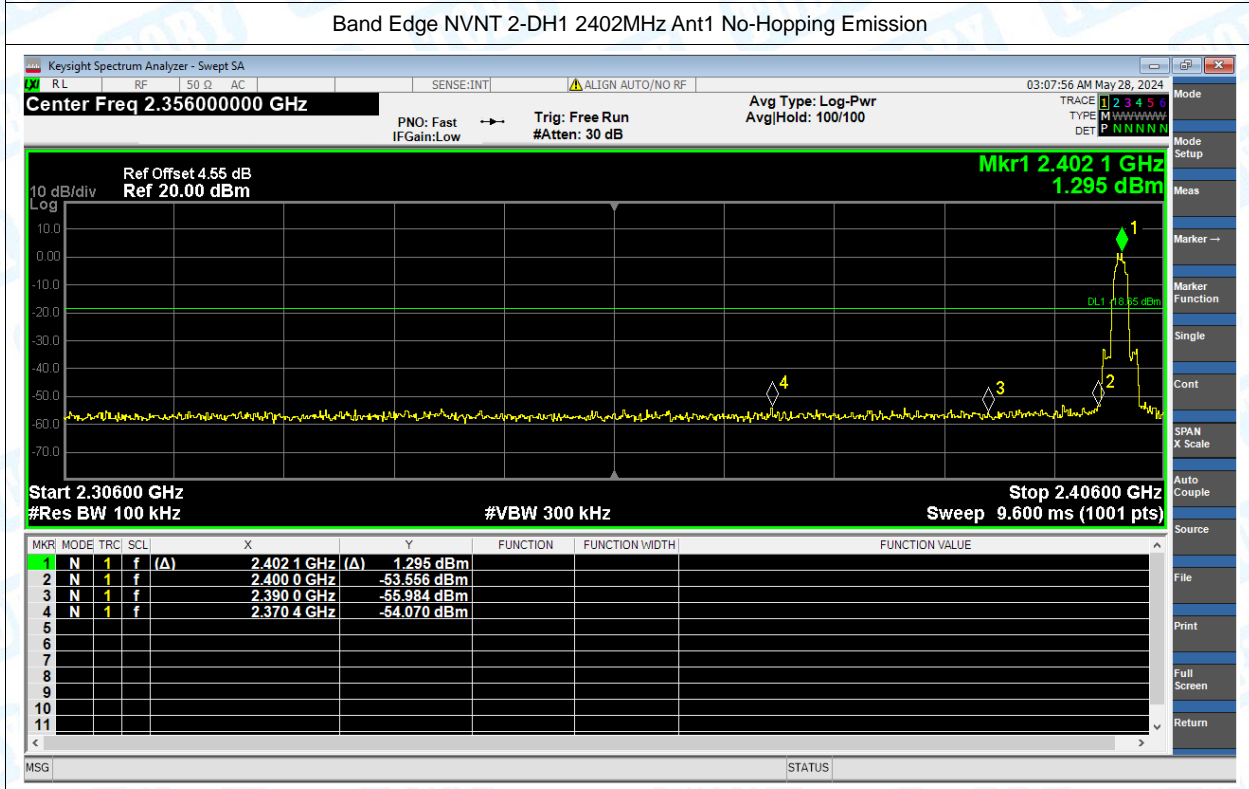 Band Edge NVNT 2-DH1 2402MHz Ant1 No-Hopping Emission
Keysight Spectrum Analyzer - Swept SA
LXI RL RF 50 Ω AC SENSE:INT ALIGN AUTO/NO RF 03:07:56 AM May 28, 2024
Center Freq 2.356000000 GHz
PNO: Fast
IFGain:Low
Trig: Free Run
#Atten: 30 dB
Avg Type: Log-Pwr
Avg|Hold: 100/100
TRACE 1 2 3 4 5 6
TYPE M W W W W W
DET P N N N N N
Ref Offset 4.55 dB
10 dB/div Ref 20.00 dBm
Log
Mkr1 2.402 1 GHz
1.295 dBm
10.0
0.00
-10.0
-20.0
-30.0
-40.0
-50.0
-60.0
-70.0
1
DL1 -18.65 dBm
4
3
2
Start 2.30600 GHz Stop 2.40600 GHz
#Res BW 100 kHz #VBW 300 kHz Sweep 9.600 ms (1001 pts)
MKR MODE TRC SCL X Y FUNCTION FUNCTION WIDTH FUNCTION VALUE
1 N 1 f (Δ) 2.402 1 GHz (Δ) 1.295 dBm
2 N 1 f 2.400 0 GHz -53.556 dBm
3 N 1 f 2.390 0 GHz -55.984 dBm
4 N 1 f 2.370 4 GHz -54.070 dBm
5
6
7
8
9
10
11
MSG STATUS
Mode
Mode
Setup
Meas
Marker →
Marker
Function
Single
Cont
SPAN
X Scale
Auto
Couple
Source
File
Print
Full
Screen
Return